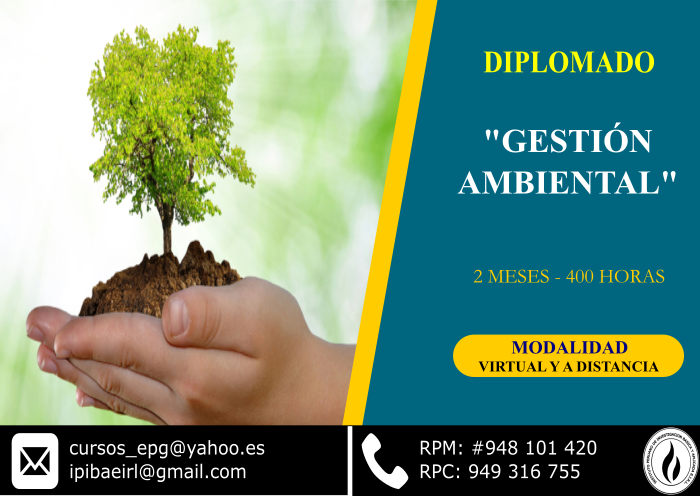 DIPLOMADO
"GESTIÓN
AMBIENTAL"
2 MESES - 400 HORAS
MODALIDAD
VIRTUAL Y A DISTANCIA
cursos_epg@yahoo.es
ipibaeirl@gmail.com
RPM: #948 101 420
RPC: 949 316 755